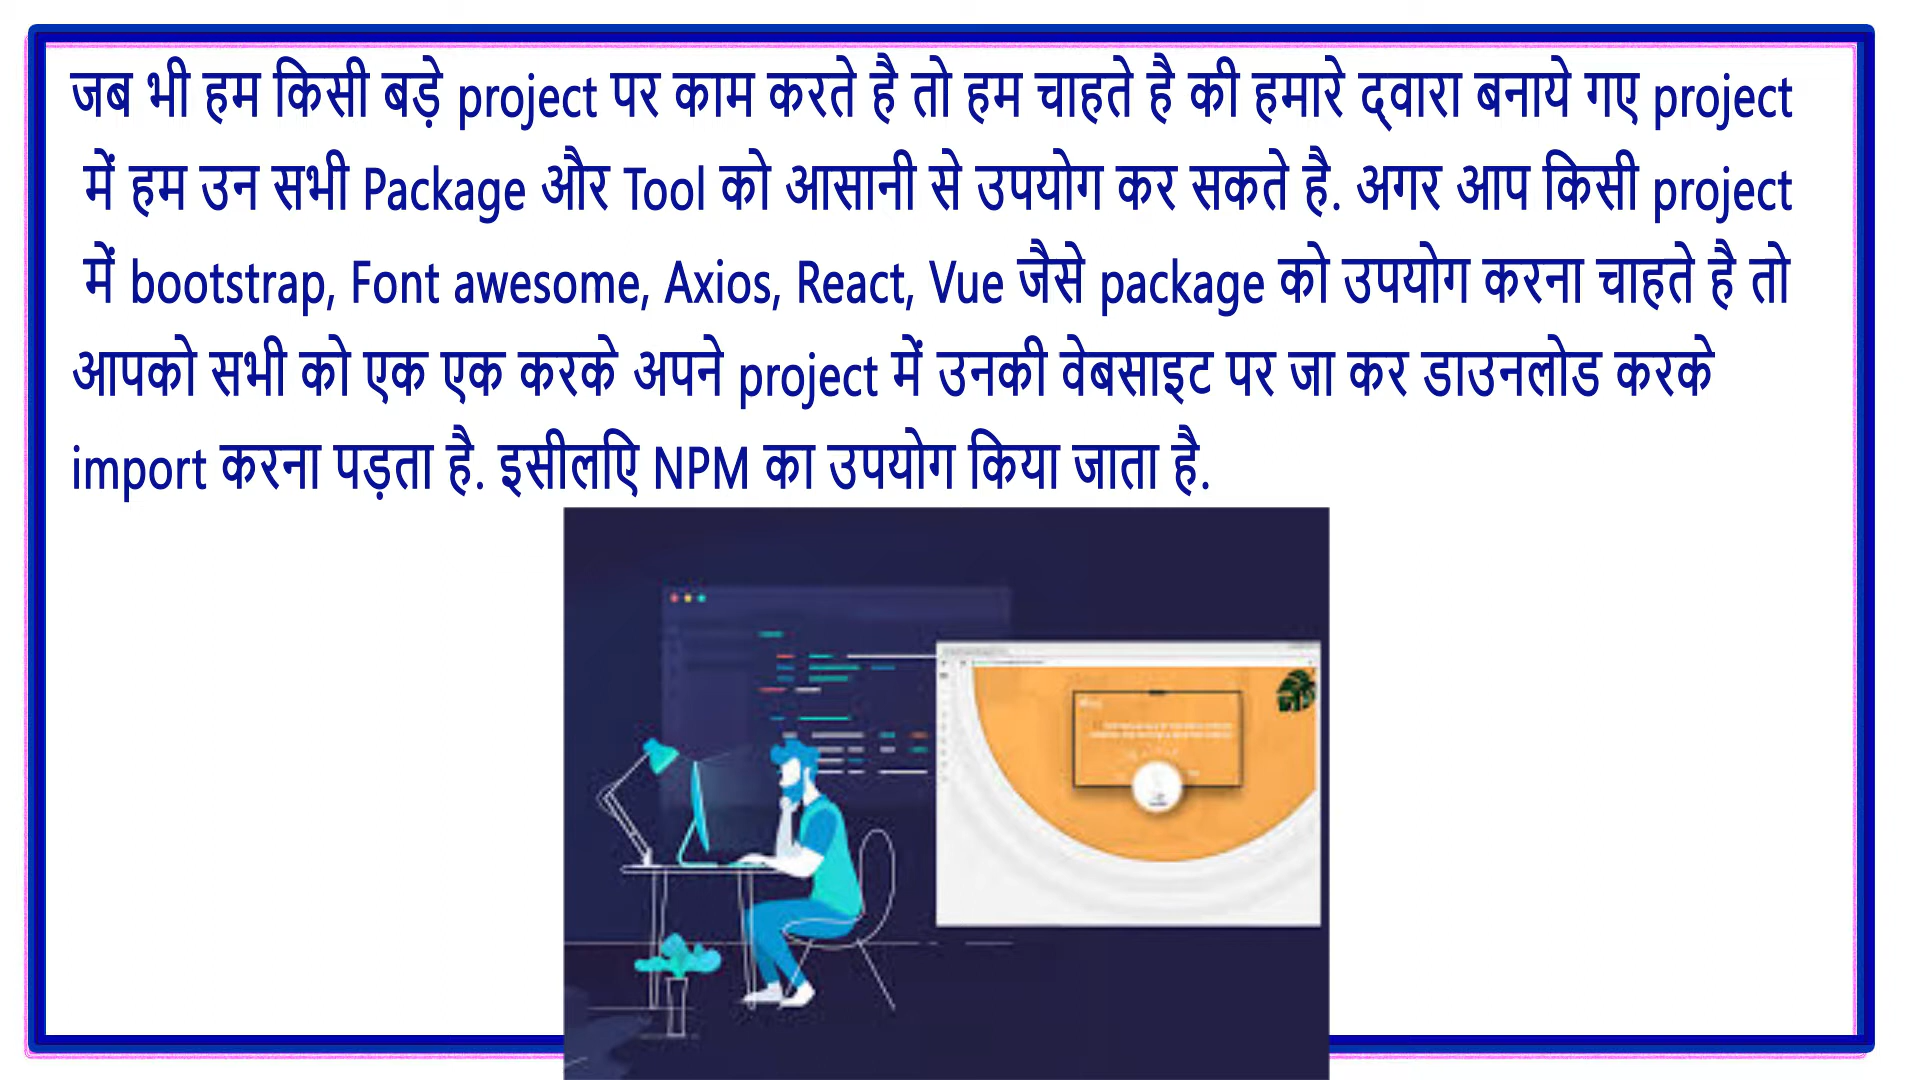 जब भी हम किसी बड़े project पर काम करते है तो हम चाहते है की हमारे द्वारा बनाये गए project
में हम उन सभी Package और Tool को आसानी से उपयोग कर सकते है. अगर आप किसी project
में bootstrap, Font awesome, Axios, React, Vue जैसे package को उपयोग करना चाहते है तो
आपको सभी को एक एक करके अपने project में उनकी वेबसाइट पर जा कर डाउनलोड करके
import करना पड़ता है. इसीलिए NPM का उपयोग किया जाता है.